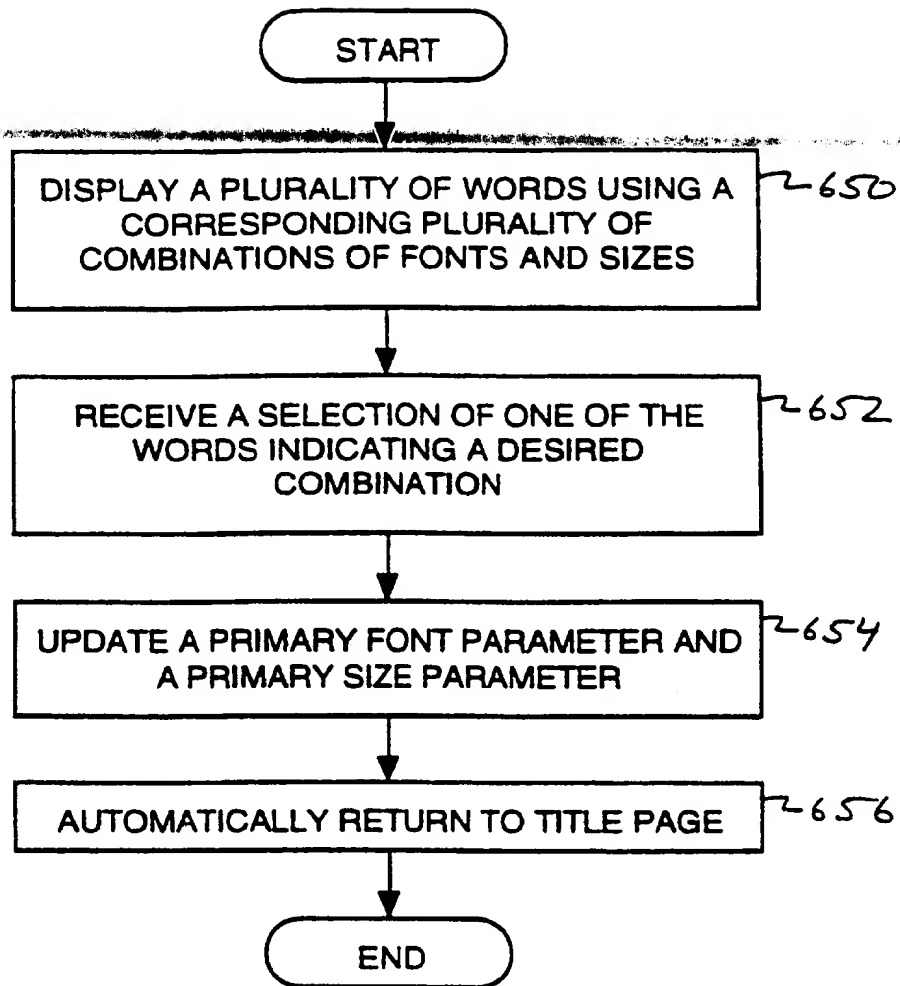 START
DISPLAY A PLURALITY OF WORDS USING A
CORRESPONDING PLURALITY OF
COMBINATIONS OF FONTS AND SIZES
650
RECEIVE A SELECTION OF ONE OF THE
WORDS INDICATING A DESIRED
COMBINATION
652
UPDATE A PRIMARY FONT PARAMETER AND
A PRIMARY SIZE PARAMETER
654
AUTOMATICALLY RETURN TO TITLE PAGE
656
END